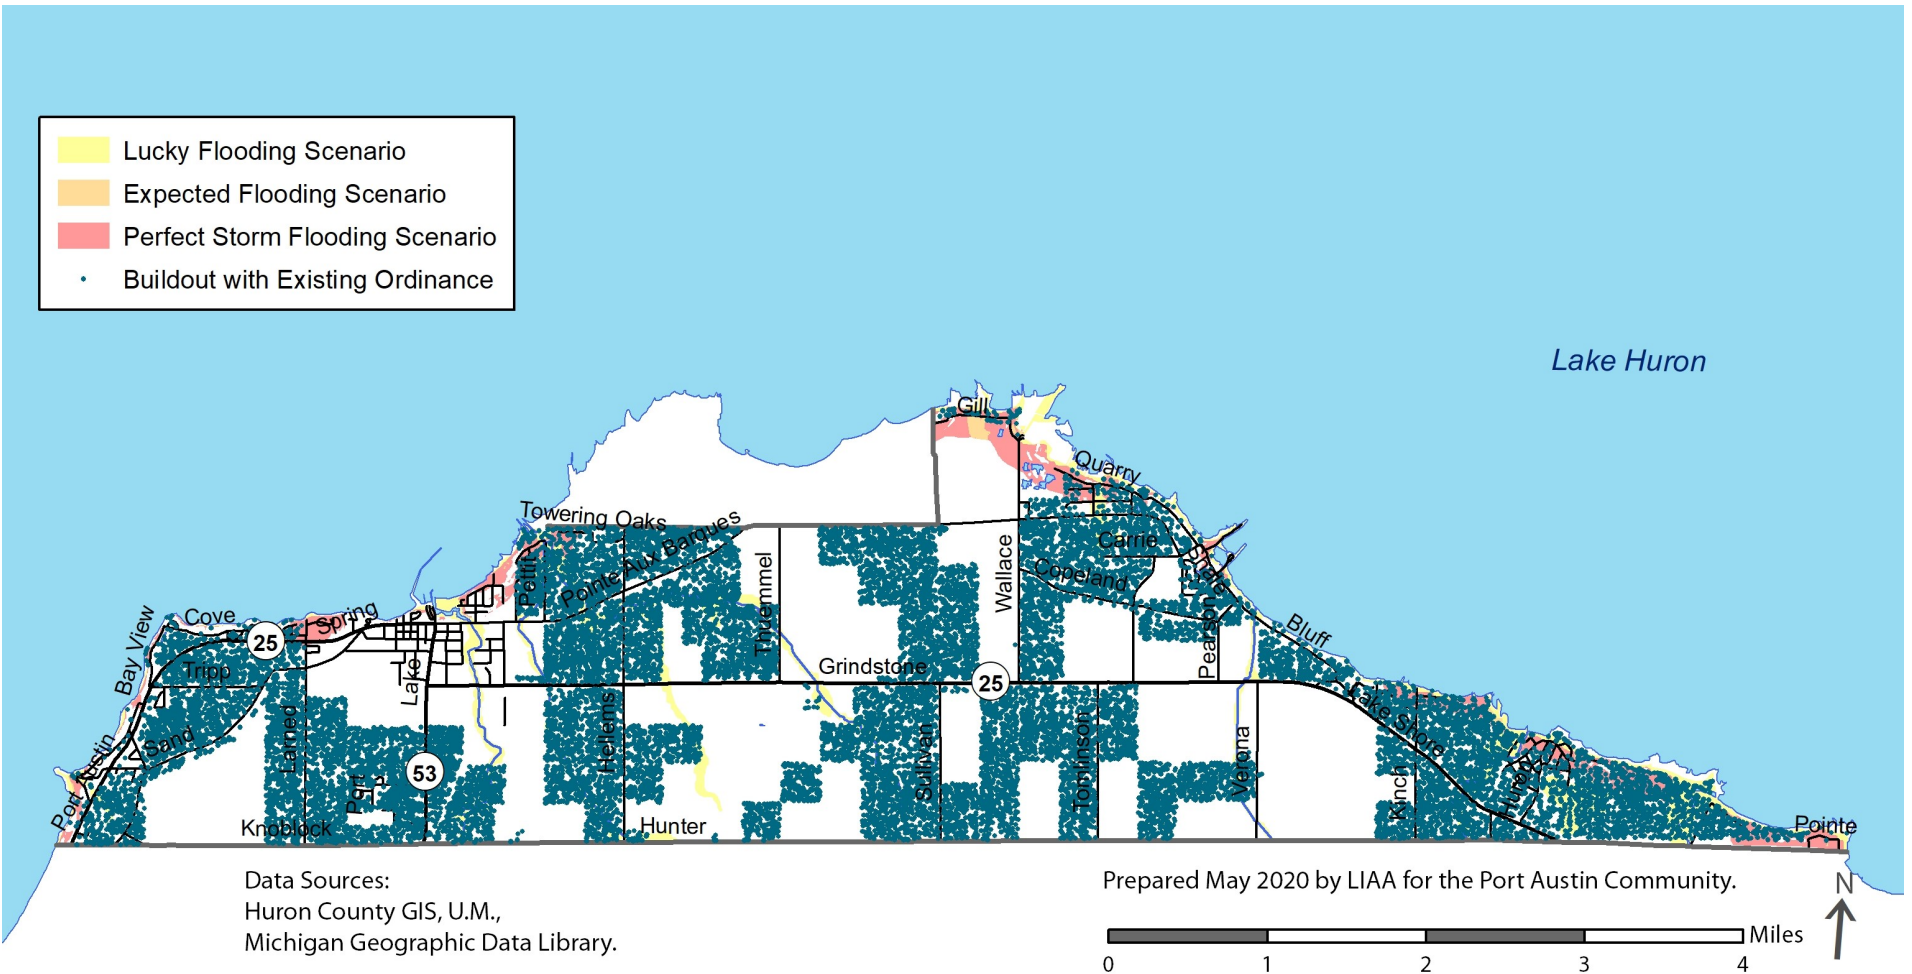 Lucky Flooding Scenario
Expected Flooding Scenario
Perfect Storm Flooding Scenario
Buildout with Existing Ordinance
Lake Huron
Gill
Quarry
Towering Oaks
Pointe Aux Barques
Pettit
Thuemmel
Wallace
Carrie
Copeland
Shore
Pearson
Bluff
Bay View
Cove
Spring
25
Tripp
Lake
Grindstone
25
Lake Shore
Sand
Larned
Hellems
Sullivan
Tomlinson
Verona
Kinch
Huron
Port Austin
Port
53
Knoblock
Hunter
Pointe
Data Sources:
Huron County GIS, U.M.,
Michigan Geographic Data Library.
Prepared May 2020 by LIAA for the Port Austin Community.
N
Miles
0 1 2 3 4